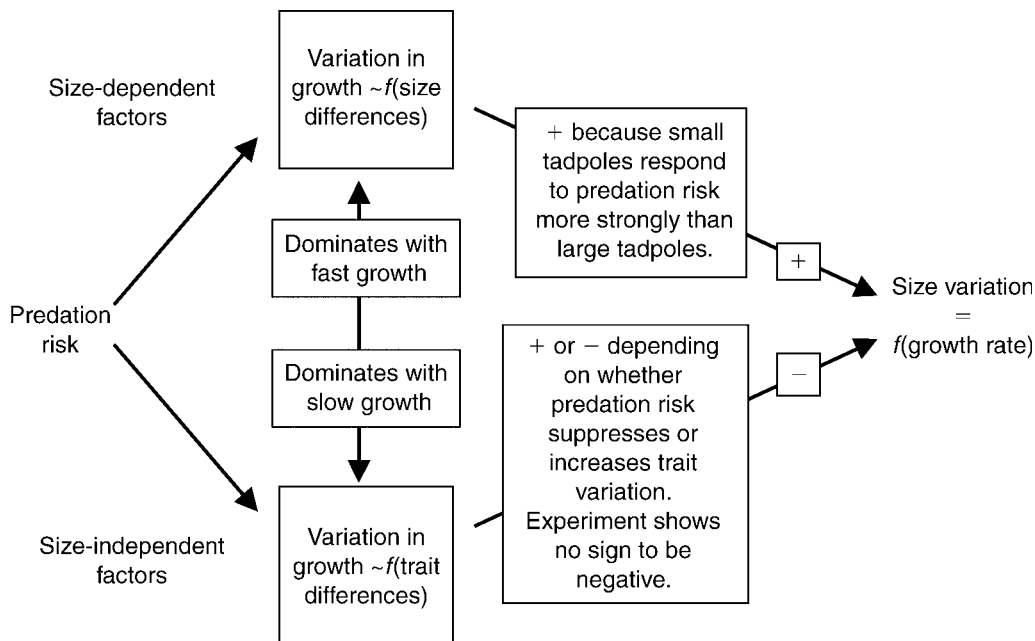 Size-dependent
factors
Variation in
growth ~f(size
differences)
+ because small
tadpoles respond
to predation risk
more strongly than
large tadpoles.
+
Dominates with
fast growth
Predation
risk
Dominates with
slow growth
Size variation
=
f(growth rate)
+ or − depending
on whether
predation risk
suppresses or
increases trait
variation.
Experiment shows
no sign to be
negative.
−
Size-independent
factors
Variation in
growth ~f(trait
differences)